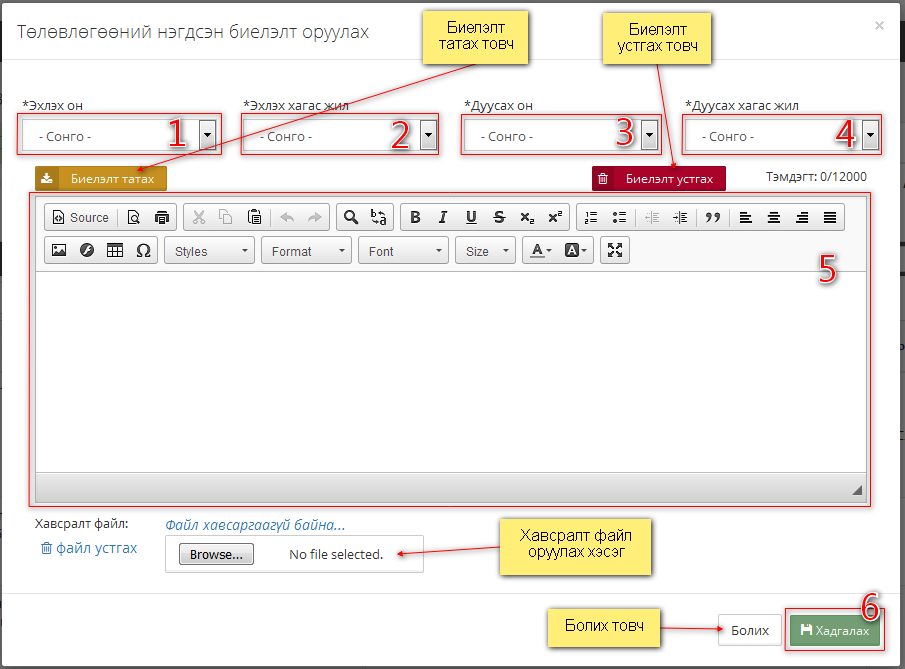 Төлөвлөгөөний нэгдсэн биелэлт оруулах
×
Биелэлт
татах товч
Биелэлт
устгах товч
*Эхлэх он
*Эхлэх хагас жил
*Дуусах он
*Дуусах хагас жил
- Сонго -
1
- Сонго -
2
- Сонго -
3
- Сонго -
4
Биелэлт татах
Биелэлт устгах
Тэмдэгт: 0/12000
Source
B I U S x₂ x²
Styles
Format
Font
Size
A
A
5
Хавсралт файл:
Файл хавсаргаагүй байна...
файл устгах
Browse...
No file selected.
Хавсралт файл
оруулах хэсэг
Болих товч
Болих
Хадгалах
6